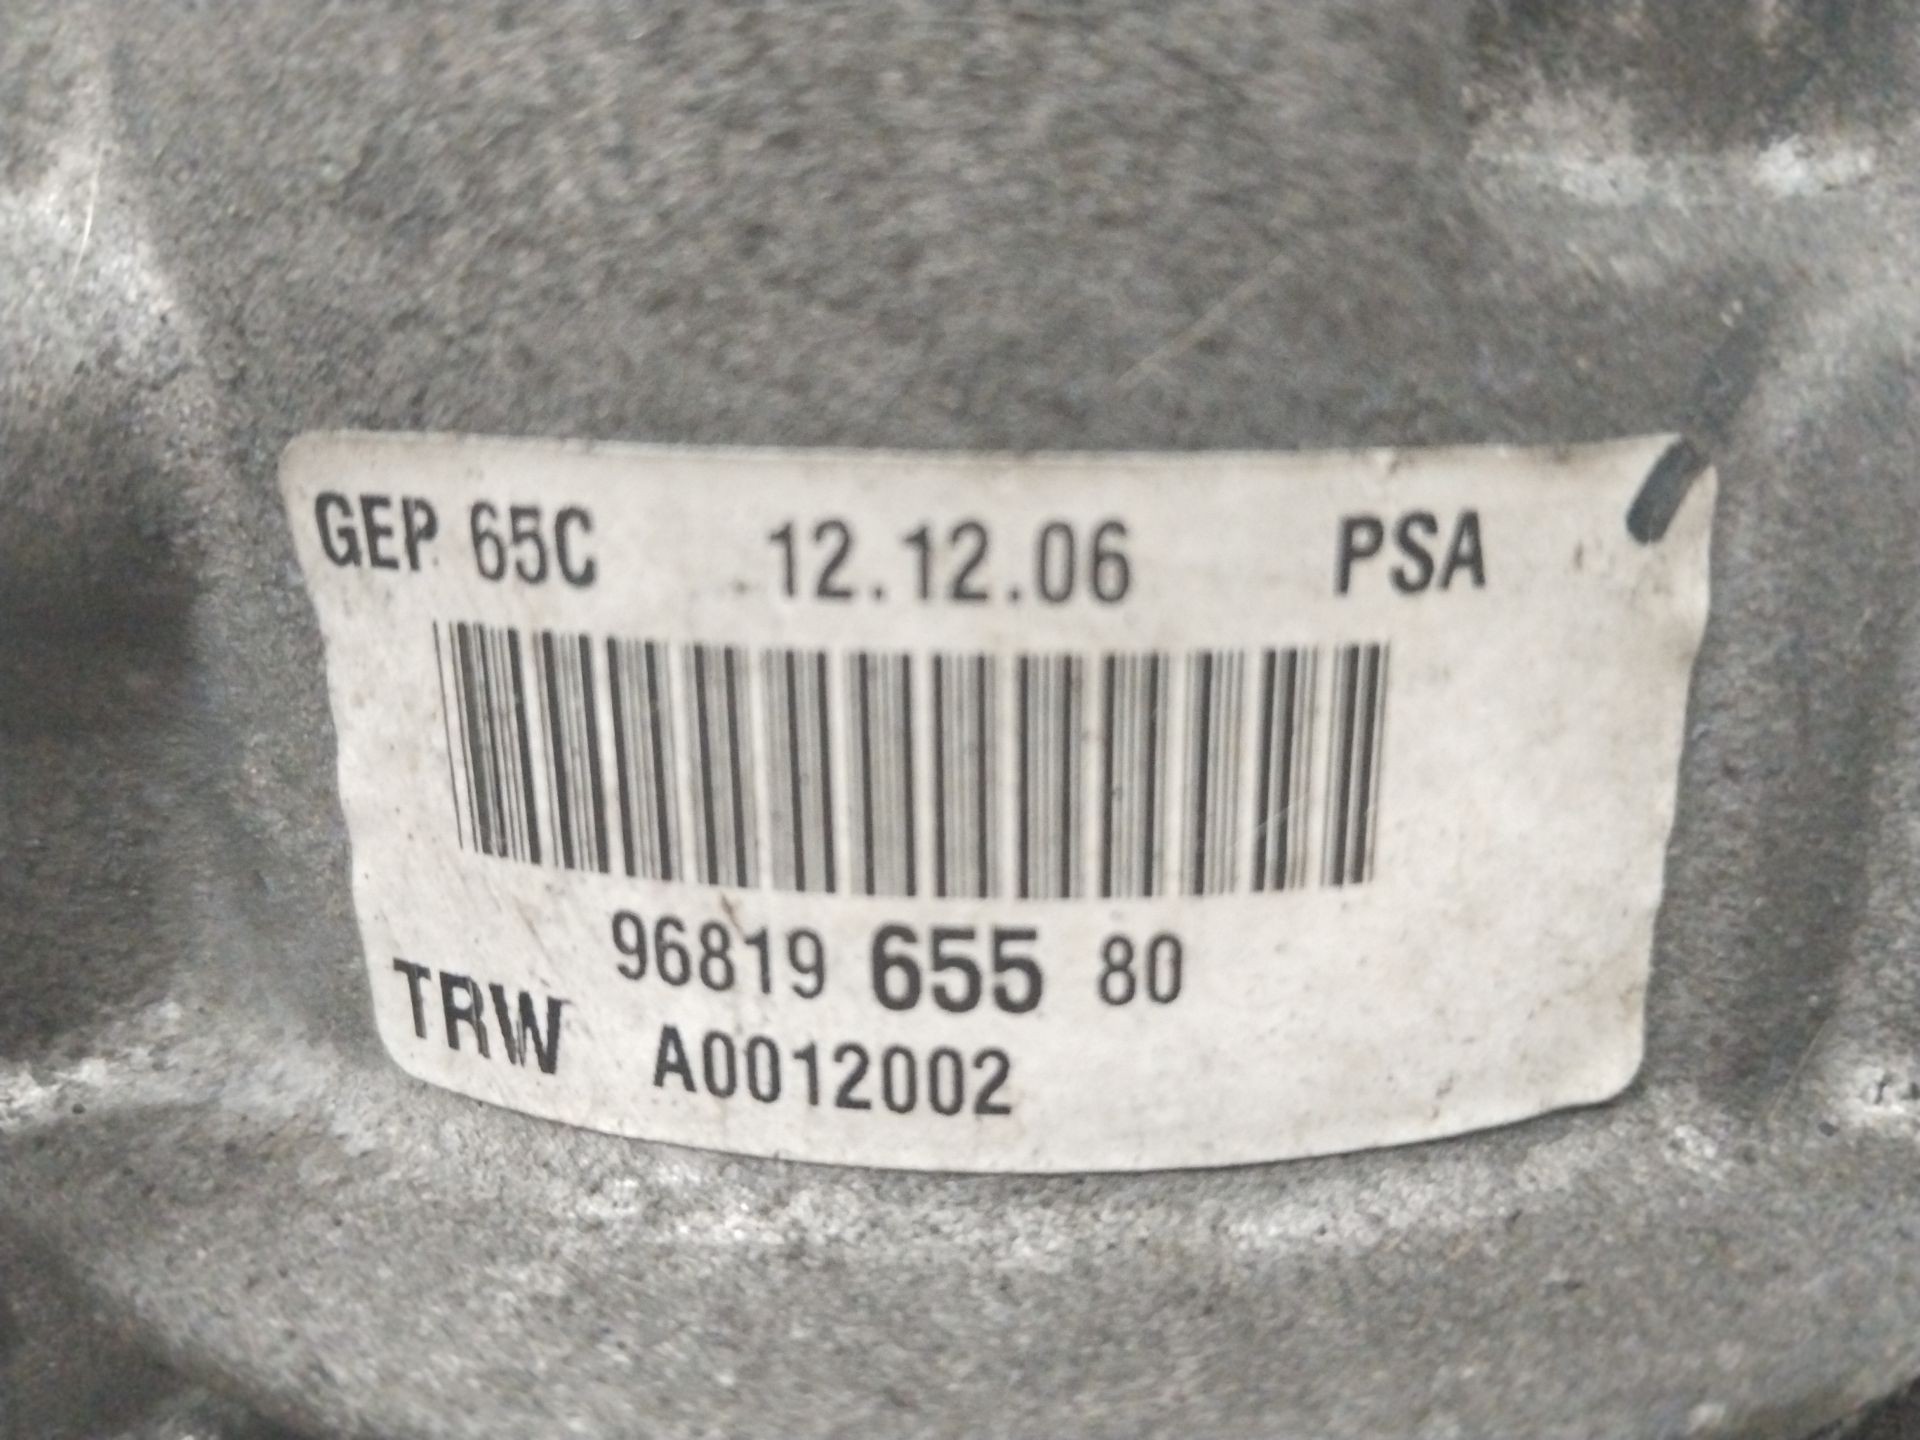 GEP 65C 12.12.06 PSA
96819 655 80
TRW A0012002